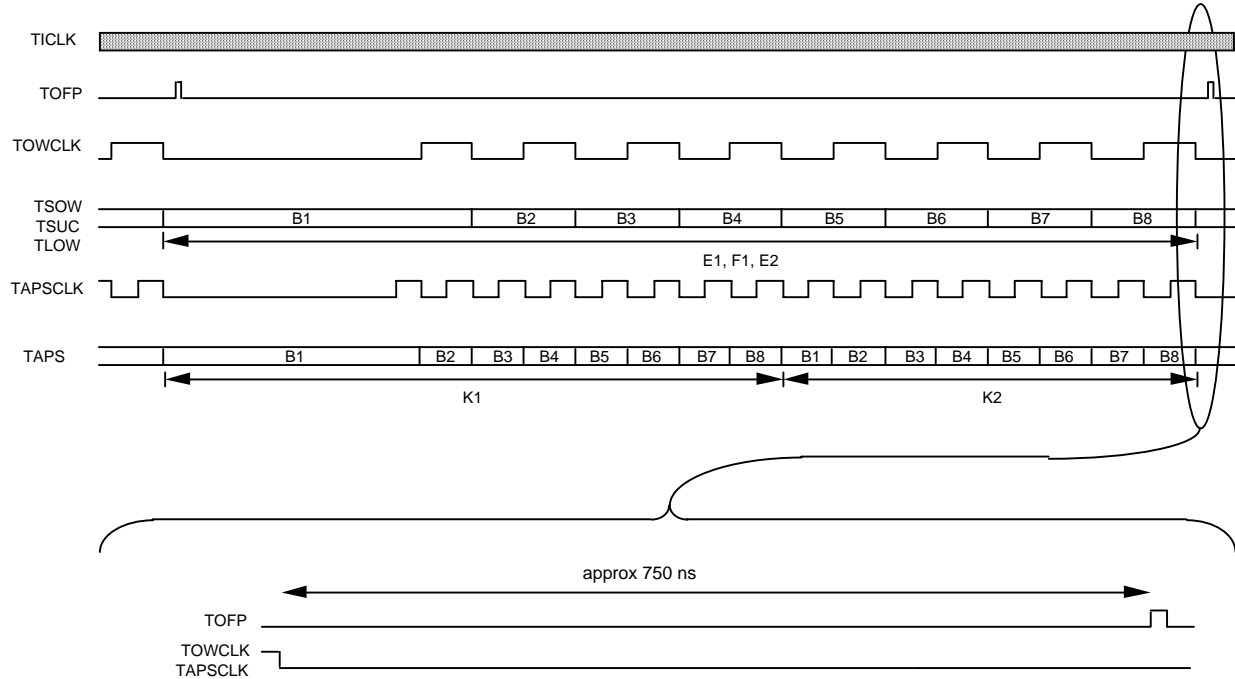 TICLK
TOFP
TOWCLK
TSOW
TSUC
TLOW
B1 B2 B3 B4 B5 B6 B7 B8
E1, F1, E2
TAPSCLK
TAPS
B1 B2 B3 B4 B5 B6 B7 B8 B1 B2 B3 B4 B5 B6 B7 B8
K1 K2
approx 750 ns
TOFP
TOWCLK
TAPSCLK